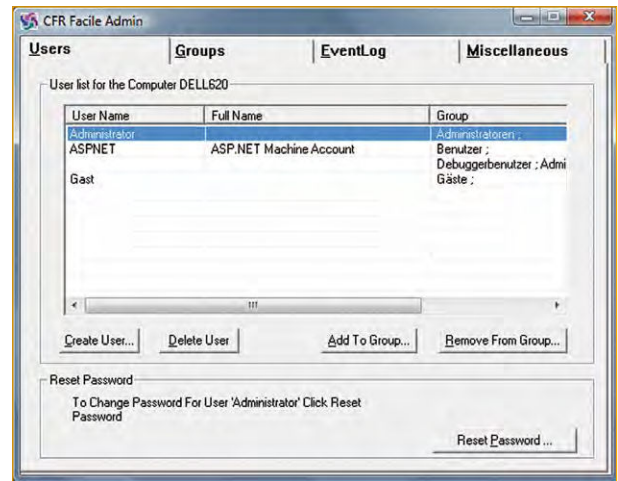 CFR Facile Admin
Users Groups EventLog Miscellaneous
User list for the Computer DELL620
User Name Full Name Group
Administrator Administratoren ;
ASPNET ASP.NET Machine Account Benutzer ;
Debuggerbenutzer ; Admi
Gast Gäste ;
Create User... Delete User Add To Group... Remove From Group...
Reset Password
To Change Password For User 'Administrator' Click Reset
Password
Reset Password ...